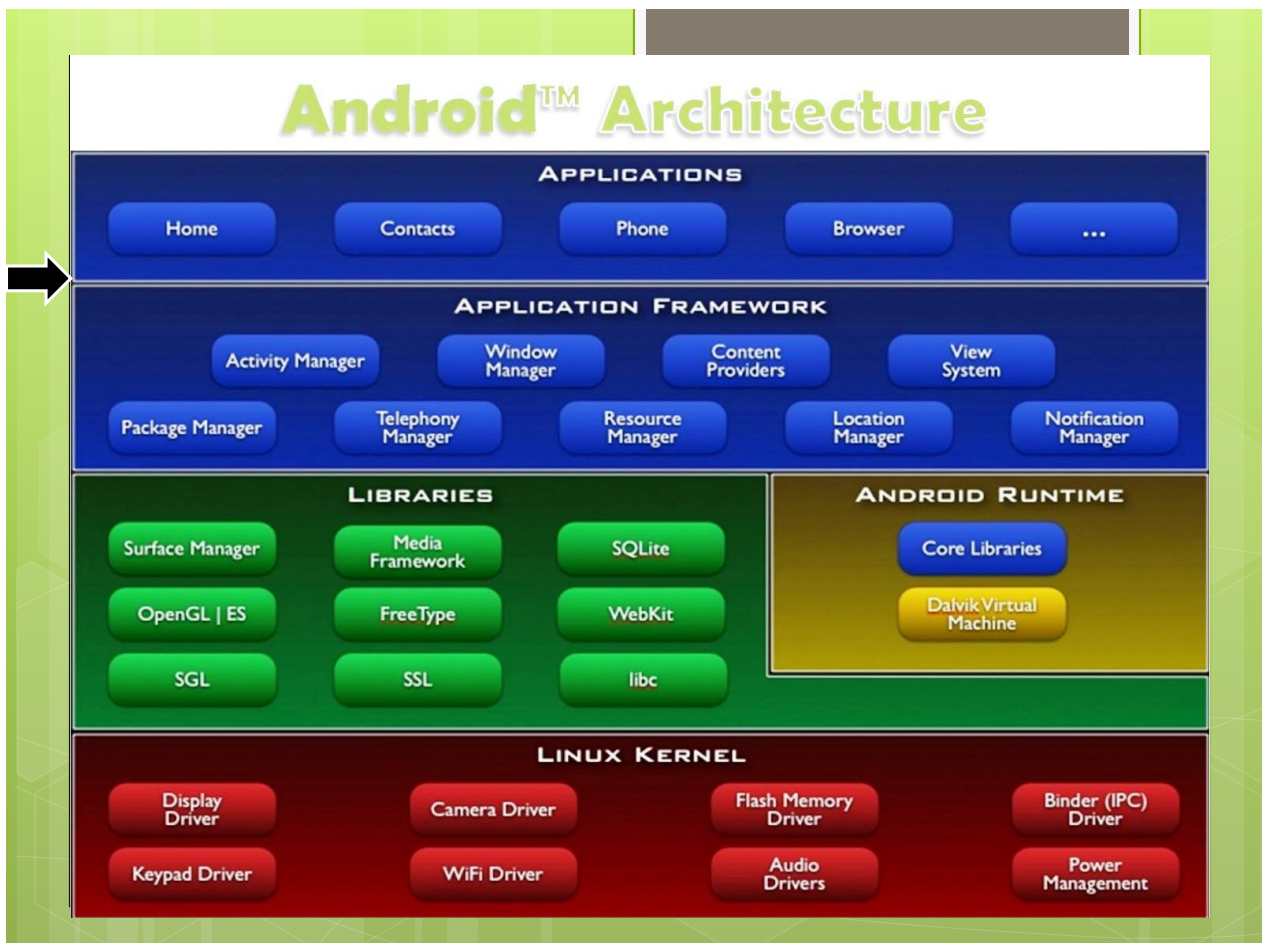 Android™ Architecture
APPLICATIONS
Home
Contacts
Phone
Browser
...
APPLICATION FRAMEWORK
Activity Manager
Window
Manager
Content
Providers
View
System
Package Manager
Telephony
Manager
Resource
Manager
Location
Manager
Notification
Manager
LIBRARIES
Surface Manager
Media
Framework
SQLite
OpenGL | ES
FreeType
WebKit
SGL
SSL
libc
ANDROID RUNTIME
Core Libraries
Dalvik Virtual
Machine
LINUX KERNEL
Display
Driver
Camera Driver
Flash Memory
Driver
Binder (IPC)
Driver
Keypad Driver
WiFi Driver
Audio
Drivers
Power
Management